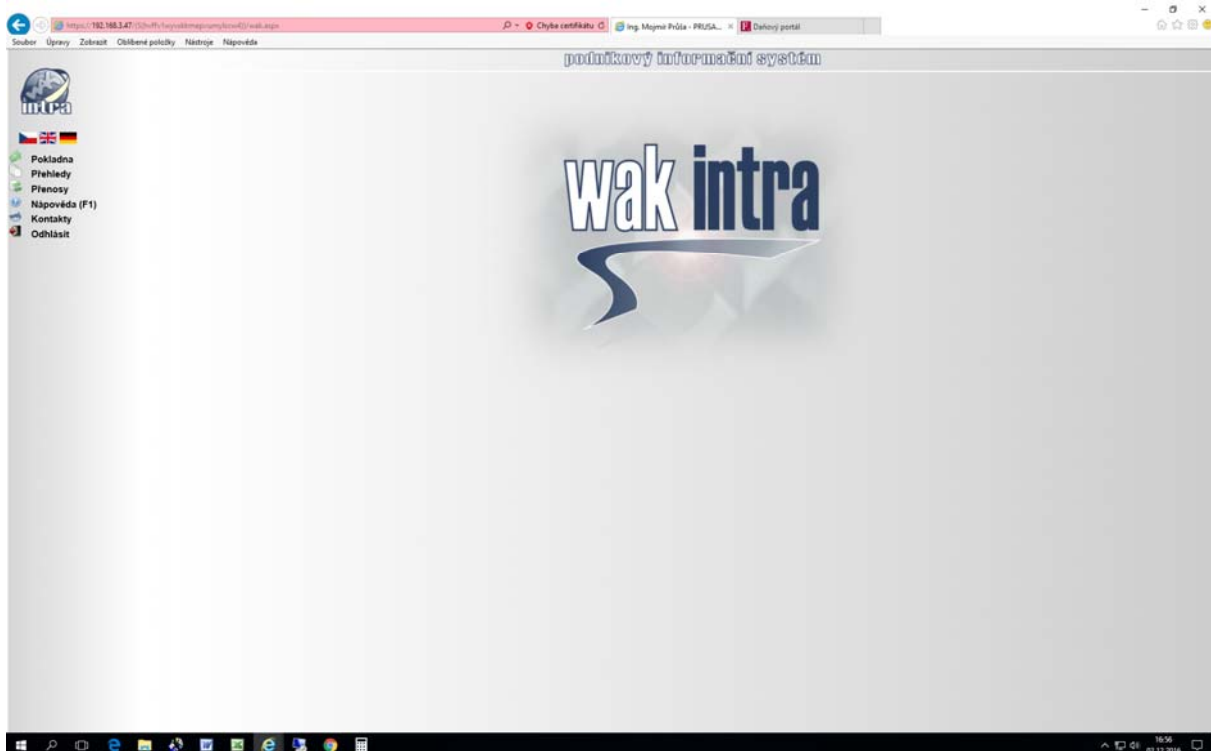 Chyba certifikátu
Ing. Mojmír Průša - PRUSA...
Daňový portál
Soubor Úpravy Zobrazit Oblíbené položky Nástroje Nápověda
podnikový informační systém
intra
Pokladna
Přehledy
Přenosy
Nápověda (F1)
Kontakty
Odhlásit
wak intra
16:56